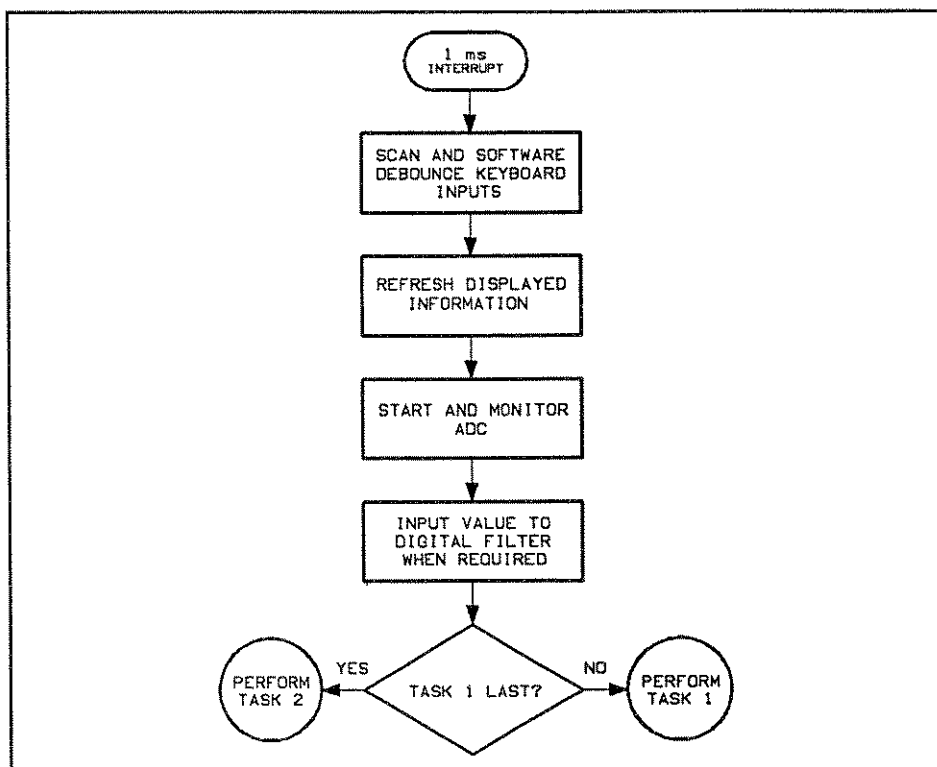 1 ms
INTERRUPT
SCAN AND SOFTWARE
DEBOUNCE KEYBOARD
INPUTS
REFRESH DISPLAYED
INFORMATION
START AND MONITOR
ADC
INPUT VALUE TO
DIGITAL FILTER
WHEN REQUIRED
YES
TASK 1 LAST?
NO
PERFORM
TASK 2
PERFORM
TASK 1